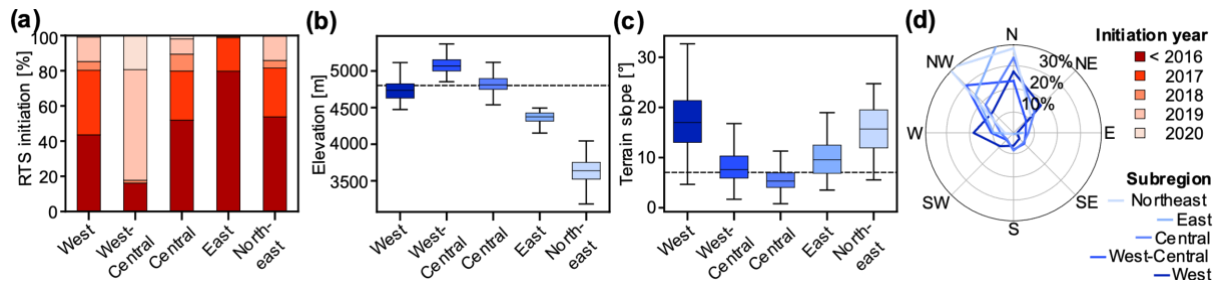 (a)
RTS initiation [%]
100
80
60
40
20
0
West
West-
Central
Central
East
North-
east
(b)
Elevation [m]
5000
4500
4000
3500
West
West-
Central
Central
East
North-
east
(c)
Terrain slope [°]
30
20
10
0
West
West-
Central
Central
East
North-
east
(d)
N
NE
E
SE
S
SW
W
NW
30%
20%
10%
Initiation year
< 2016
2017
2018
2019
2020
Subregion
Northeast
East
Central
West-Central
West